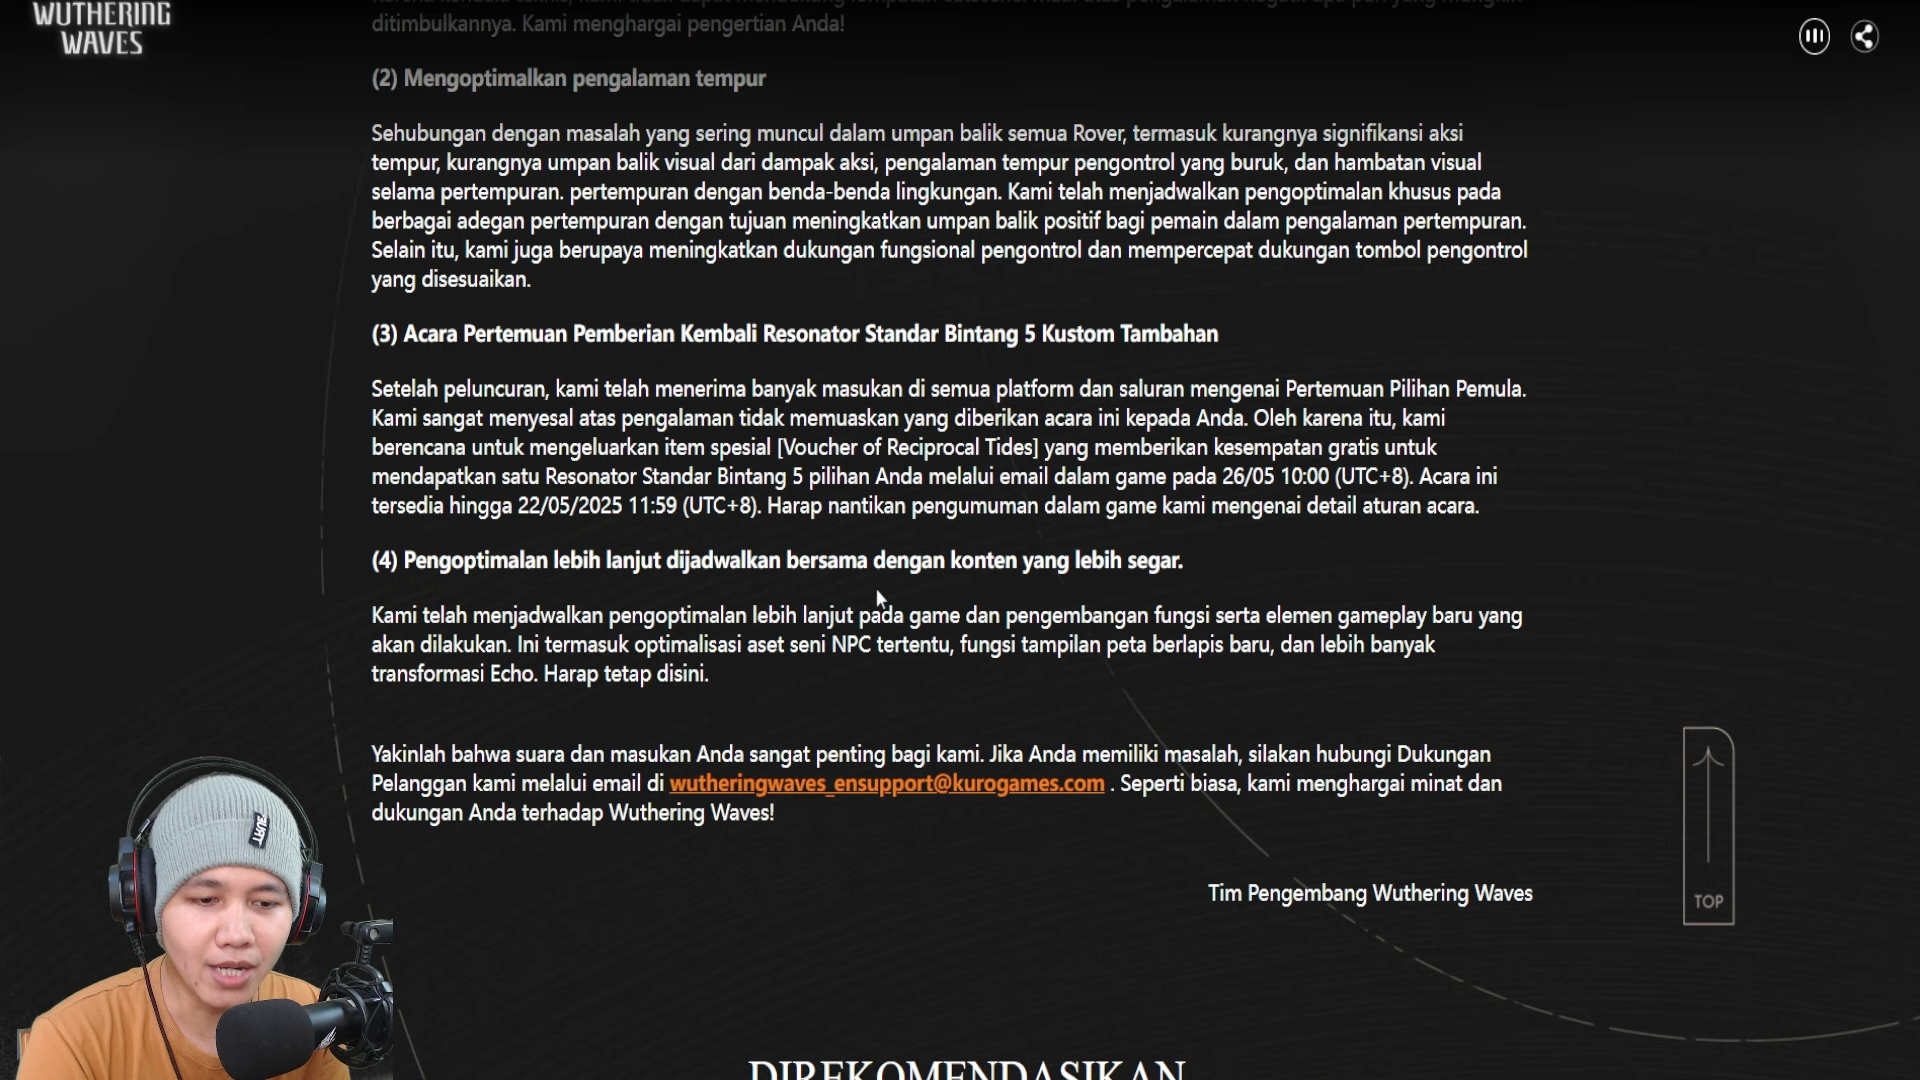 WUTHERING
WAVES
ditimbulkannya. Kami menghargai pengertian Anda!
(2) Mengoptimalkan pengalaman tempur
Sehubungan dengan masalah yang sering muncul dalam umpan balik semua Rover, termasuk kurangnya signifikansi aksi
tempur, kurangnya umpan balik visual dari dampak aksi, pengalaman tempur pengontrol yang buruk, dan hambatan visual
selama pertempuran. pertempuran dengan benda-benda lingkungan. Kami telah menjadwalkan pengoptimalan khusus pada
berbagai adegan pertempuran dengan tujuan meningkatkan umpan balik positif bagi pemain dalam pengalaman pertempuran.
Selain itu, kami juga berupaya meningkatkan dukungan fungsional pengontrol dan mempercepat dukungan tombol pengontrol
yang disesuaikan.
(3) Acara Pertemuan Pemberian Kembali Resonator Standar Bintang 5 Kustom Tambahan
Setelah peluncuran, kami telah menerima banyak masukan di semua platform dan saluran mengenai Pertemuan Pilihan Pemula.
Kami sangat menyesal atas pengalaman tidak memuaskan yang diberikan acara ini kepada Anda. Oleh karena itu, kami
berencana untuk mengeluarkan item spesial [Voucher of Reciprocal Tides] yang memberikan kesempatan gratis untuk
mendapatkan satu Resonator Standar Bintang 5 pilihan Anda melalui email dalam game pada 26/05 10:00 (UTC+8). Acara ini
tersedia hingga 22/05/2025 11:59 (UTC+8). Harap nantikan pengumuman dalam game kami mengenai detail aturan acara.
(4) Pengoptimalan lebih lanjut dijadwalkan bersama dengan konten yang lebih segar.
Kami telah menjadwalkan pengoptimalan lebih lanjut pada game dan pengembangan fungsi serta elemen gameplay baru yang
akan dilakukan. Ini termasuk optimalisasi aset seni NPC tertentu, fungsi tampilan peta berlapis baru, dan lebih banyak
transformasi Echo. Harap tetap disini.
Yakinlah bahwa suara dan masukan Anda sangat penting bagi kami. Jika Anda memiliki masalah, silakan hubungi Dukungan
Pelanggan kami melalui email di wutheringwaves_ensupport@kurogames.com . Seperti biasa, kami menghargai minat dan
dukungan Anda terhadap Wuthering Waves!
Tim Pengembang Wuthering Waves
TOP
DIREKOMENDASIKAN